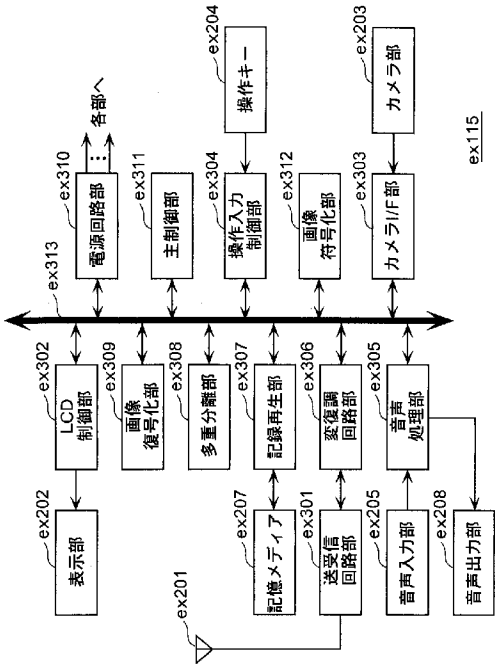 ex115
ex204
操作キー
ex203
カメラ部
各部へ
ex310
電源回路部
ex311
主制御部
ex304
操作入力
制御部
ex312
画像
符号化部
ex303
カメラI/F部
ex313
ex302
LCD
制御部
ex309
画像
復号化部
ex308
多重分離部
ex307
記録再生部
ex306
変復調
回路部
ex305
音声
処理部
ex202
表示部
ex207
記憶メディア
ex301
送受信
回路部
ex205
音声入力部
ex208
音声出力部
ex201